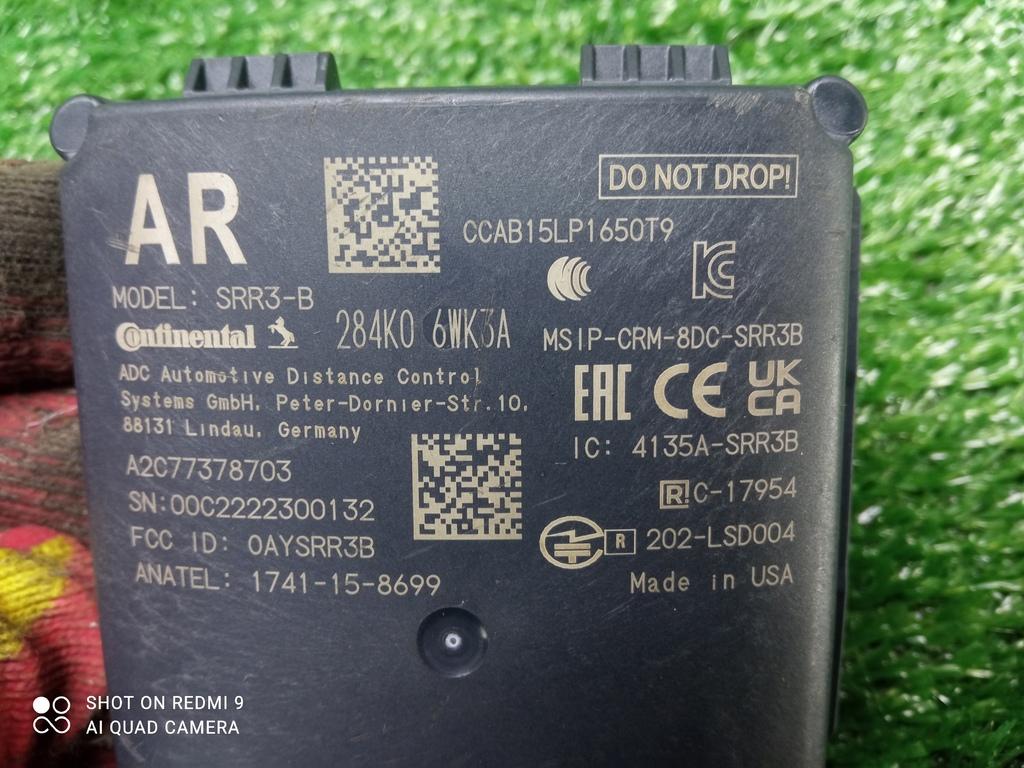 AR
DO NOT DROP!
CCAB15LP1650T9
MODEL: SRR3-B
Continental
284K0 6WK3A
MSIP-CRM-8DC-SRR3B
ADC Automotive Distance Control
Systems GmbH, Peter-Dornier-Str.10,
88131 Lindau, Germany
EAC CE UK
CA
IC: 4135A-SRR3B
A2C77378703
R! C-17954
SN:00C2222300132
R 202-LSD004
FCC ID: OAYSRR3B
ANATEL: 1741-15-8699
Made in USA
SHOT ON REDMI 9
AI QUAD CAMERA